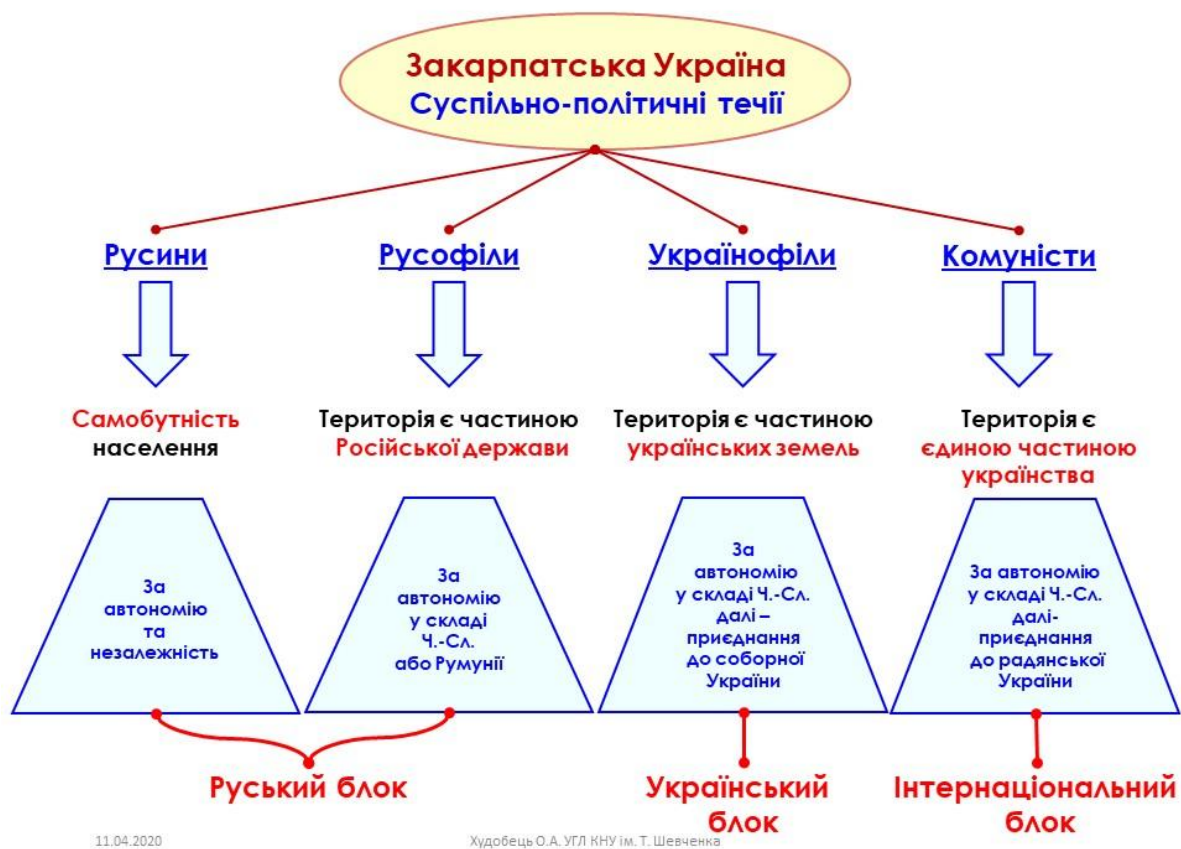 Закарпатська Україна
Суспільно-політичні течії
Русини
Русофіли
Українофіли
Комуністи
Самобутність
населення
Територія є частиною
Російської держави
Територія є частиною
українських земель
Територія є
єдиною частиною
українства
За
автономію
та
незалежність
За
автономію
у складі
Ч.-Сл.
або Румунії
За
автономію
у складі Ч.-Сл.
далі –
приєднання
до соборної
України
За автономію
у складі Ч.-Сл.
далі-
приєднання
до радянської
України
Руський блок
Український
блок
Інтернаціональний
блок
11.04.2020
Худобець О.А. УГЛ КНУ ім. Т. Шевченка